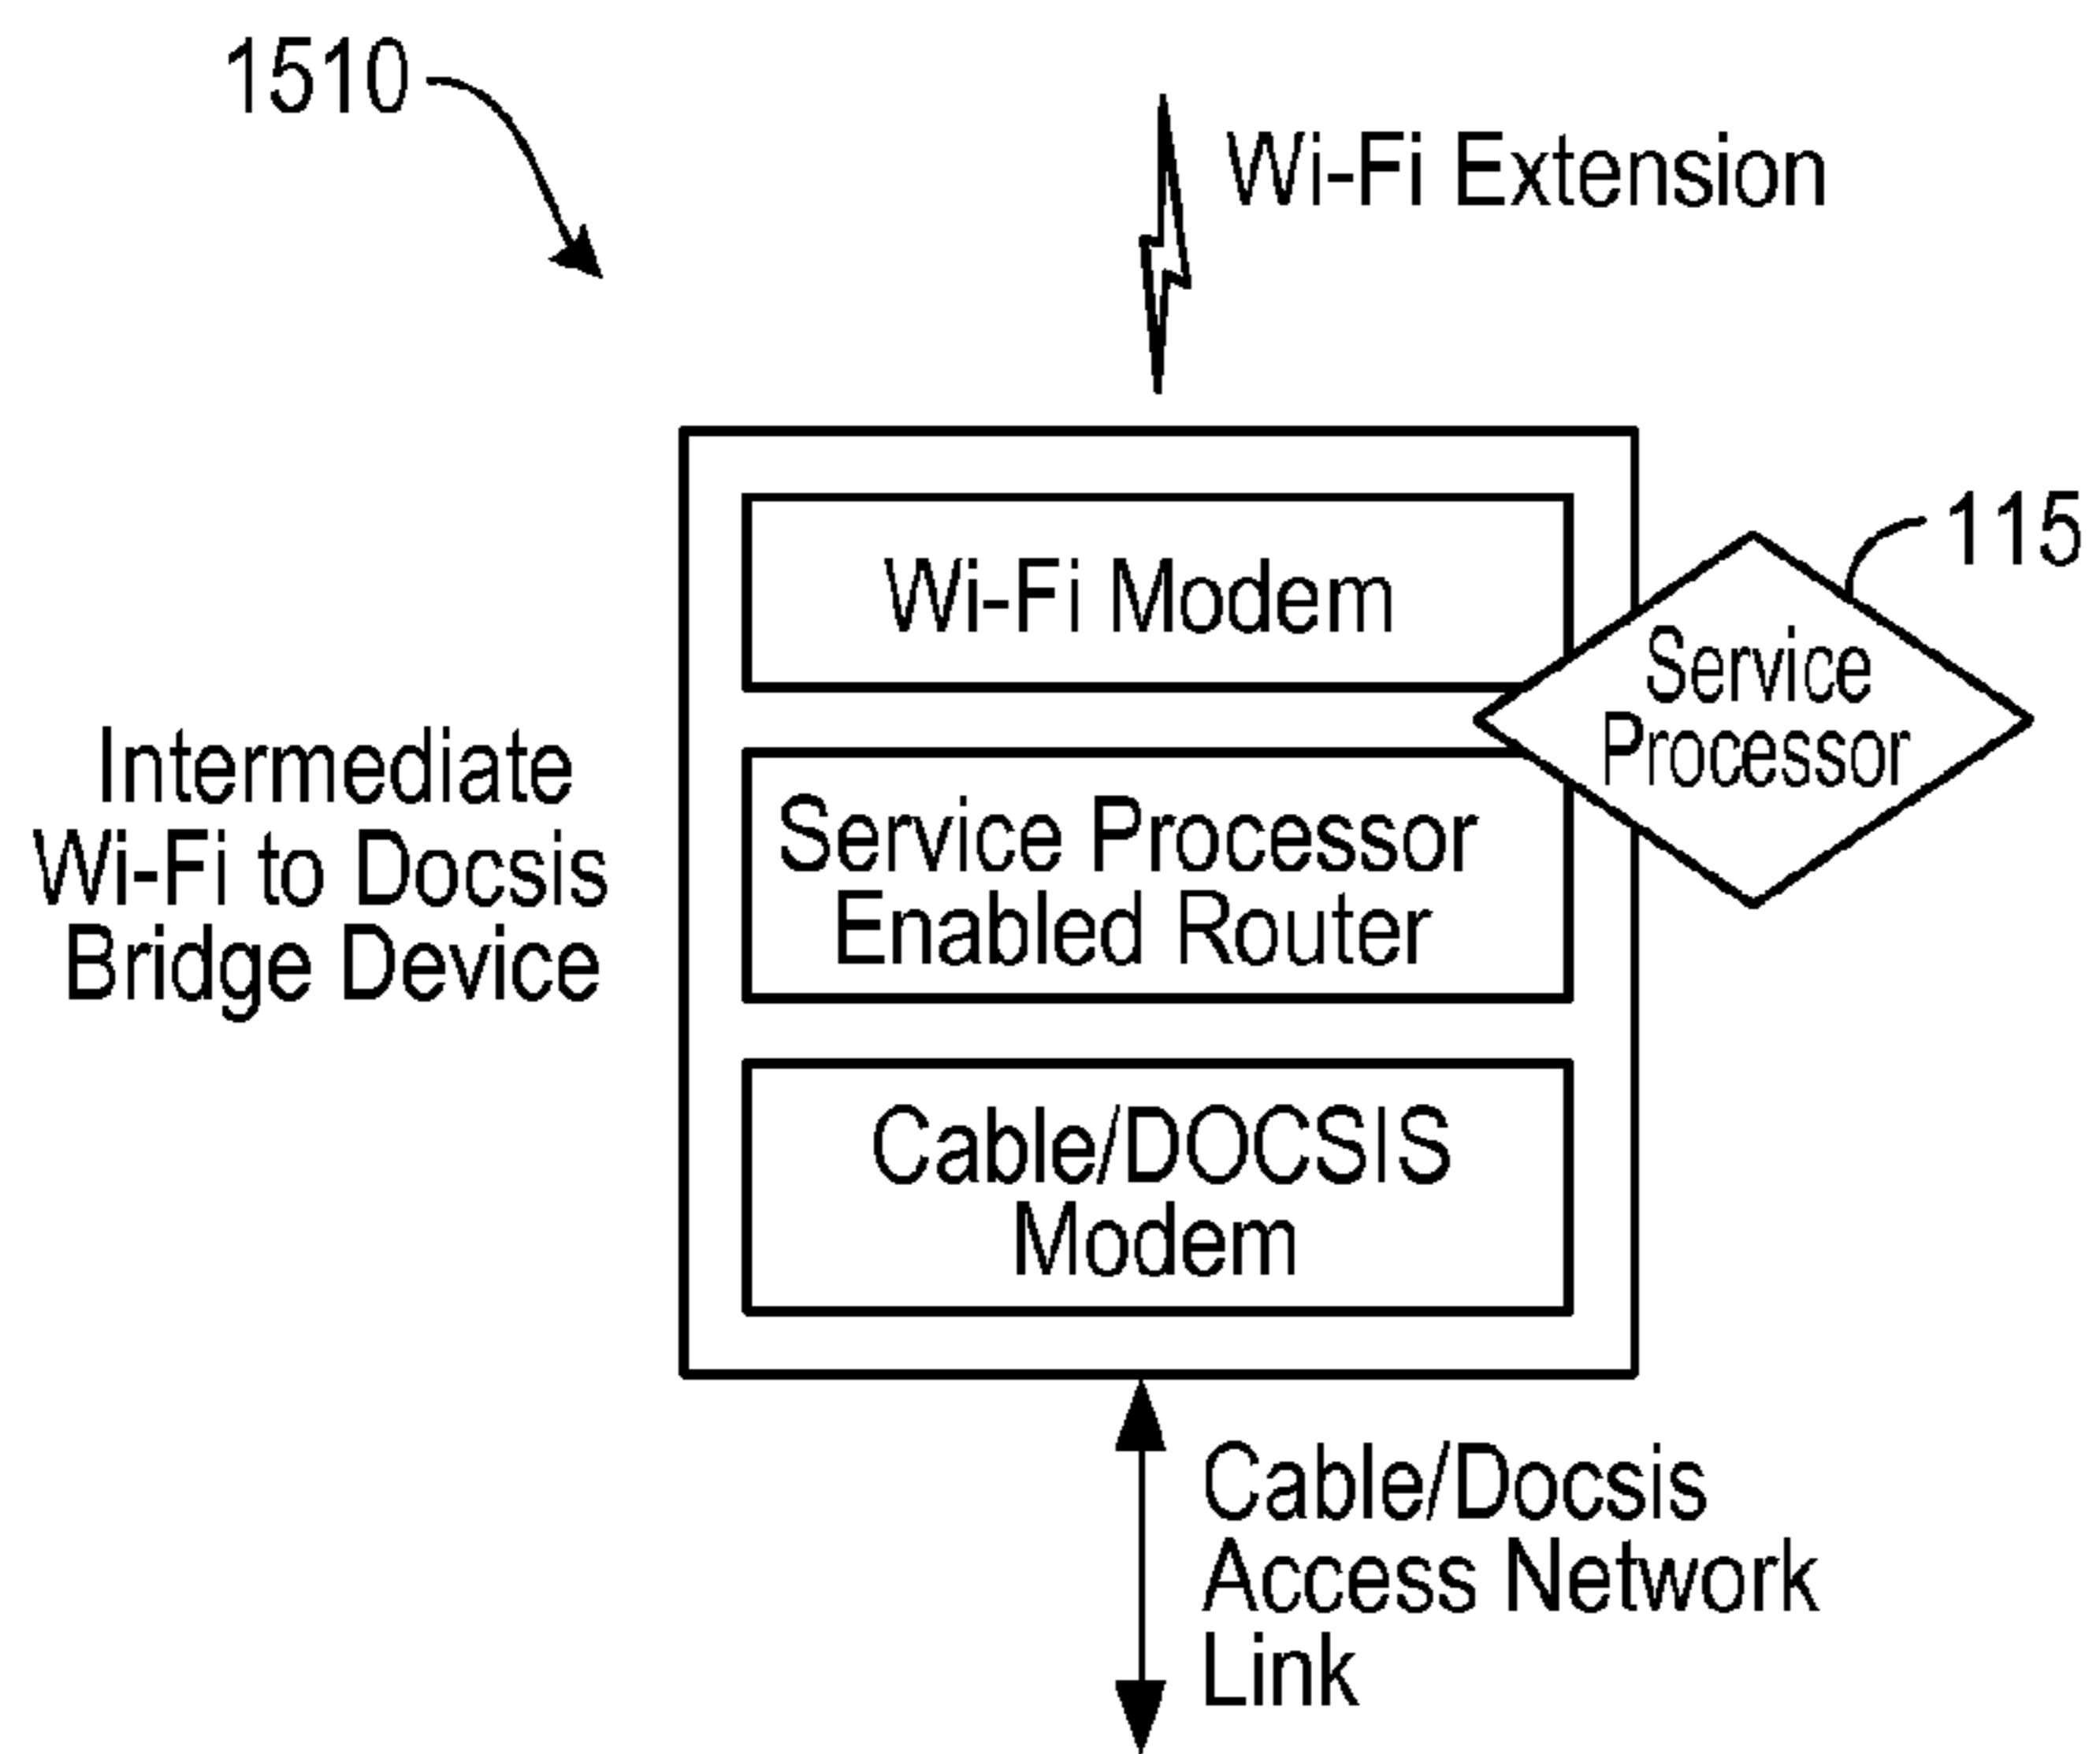 1510
Wi-Fi Extension
115
Wi-Fi Modem
Service
Processor
Intermediate
Wi-Fi to Docsis
Bridge Device
Service Processor
Enabled Router
Cable/DOCSIS
Modem
Cable/Docsis
Access Network
Link